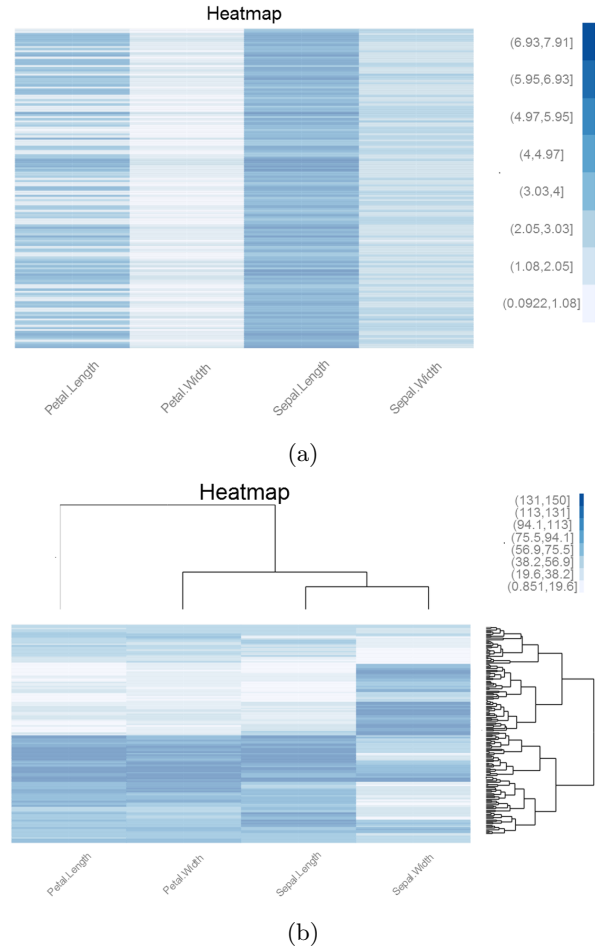 Heatmap
(6.93,7.91]
(5.95,6.93]
(4.97,5.95]
(4,4.97]
(3.03,4]
(2.05,3.03]
(1.08,2.05]
(0.0922,1.08]
Petal.Length
Petal.Width
Sepal.Length
Sepal.Width
(a)
Heatmap
(131,150]
(113,131]
(94.1,113]
(75.5,94.1]
(56.9,75.5]
(38.2,56.9]
(19.6,38.2]
(0.851,19.6]
Petal.Length
Petal.Width
Sepal.Length
Sepal.Width
(b)